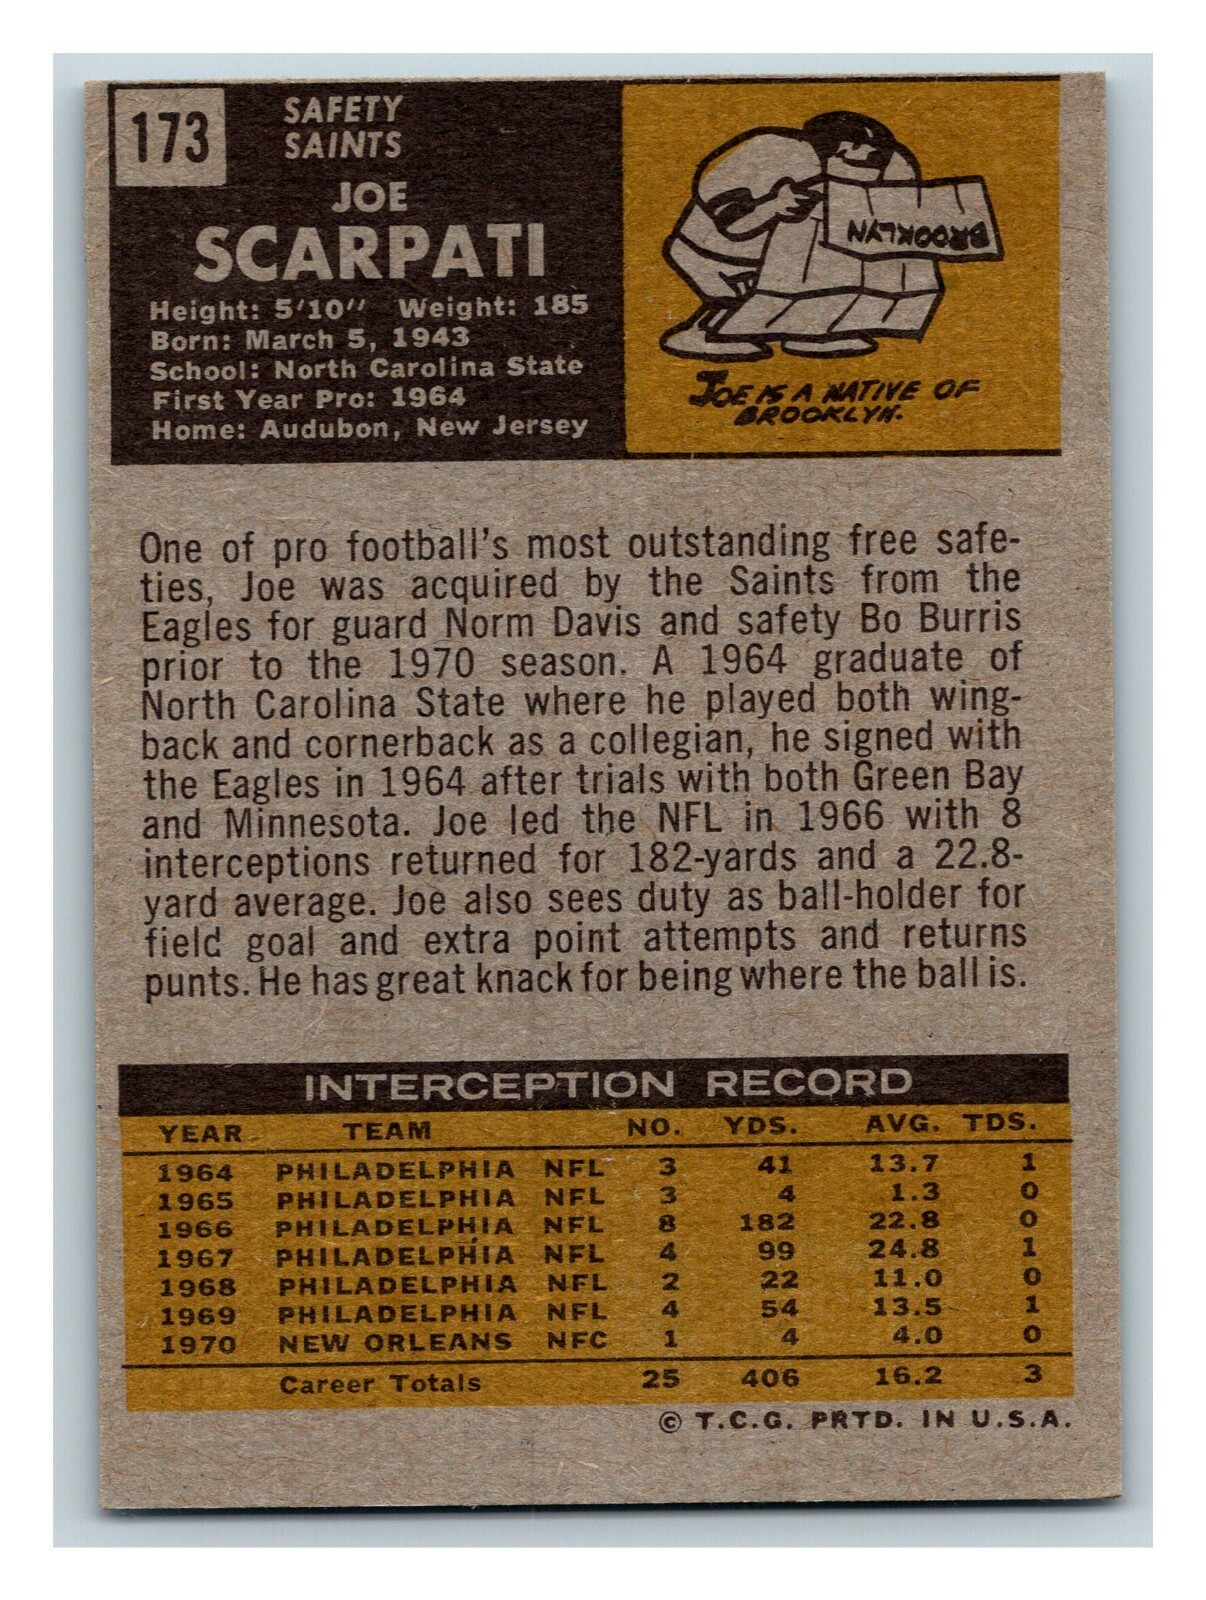 173
SAFETY
SAINTS
JOE
SCARPATI
Height: 5'10" Weight: 185
Born: March 5, 1943
School: North Carolina State
First Year Pro: 1964
Home: Audubon, New Jersey
BROOKLYN
JOE IS A NATIVE OF
BROOKLYN.
One of pro football's most outstanding free safe-
ties, Joe was acquired by the Saints from the
Eagles for guard Norm Davis and safety Bo Burris
prior to the 1970 season. A 1964 graduate of
North Carolina State where he played both wing-
back and cornerback as a collegian, he signed with
the Eagles in 1964 after trials with both Green Bay
and Minnesota. Joe led the NFL in 1966 with 8
interceptions returned for 182-yards and a 22.8-
yard average. Joe also sees duty as ball-holder for
field goal and extra point attempts and returns
punts. He has great knack for being where the ball is.
INTERCEPTION RECORD
YEAR TEAM NO. YDS. AVG. TDS.
1964 PHILADELPHIA NFL 3 41 13.7 1
1965 PHILADELPHIA NFL 3 4 1.3 0
1966 PHILADELPHIA NFL 8 182 22.8 0
1967 PHILADELPHIA NFL 4 99 24.8 1
1968 PHILADELPHIA NFL 2 22 11.0 0
1969 PHILADELPHIA NFL 4 54 13.5 1
1970 NEW ORLEANS NFC 1 4 4.0 0
Career Totals 25 406 16.2 3
© T.C.G. PRTD. IN U.S.A.